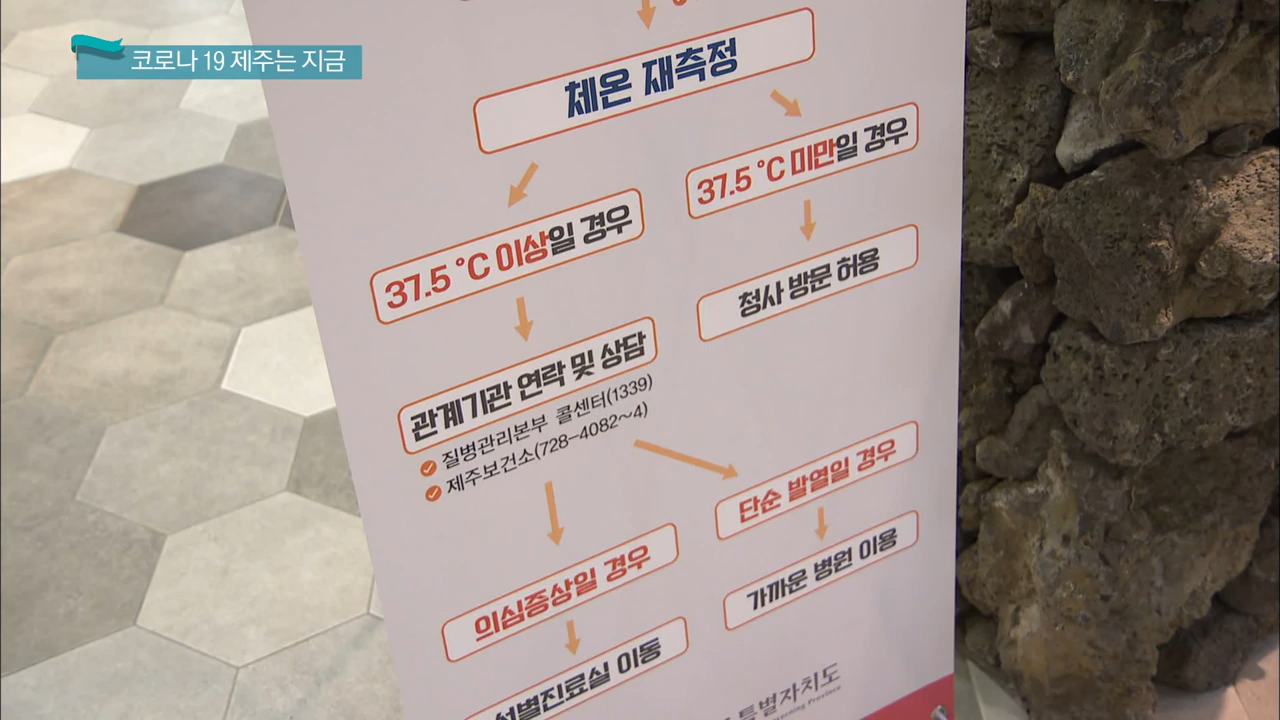 코로나 19 제주는 지금
체온 재측정
37.5 °C 미만일 경우
37.5 °C 이상일 경우
청사 방문 허용
관계기관 연락 및 상담
질병관리본부 콜센터(1339)
제주보건소(728-4082~4)
단순 발열일 경우
의심증상일 경우
가까운 병원 이용
선별진료실 이동
특별자치도
Province